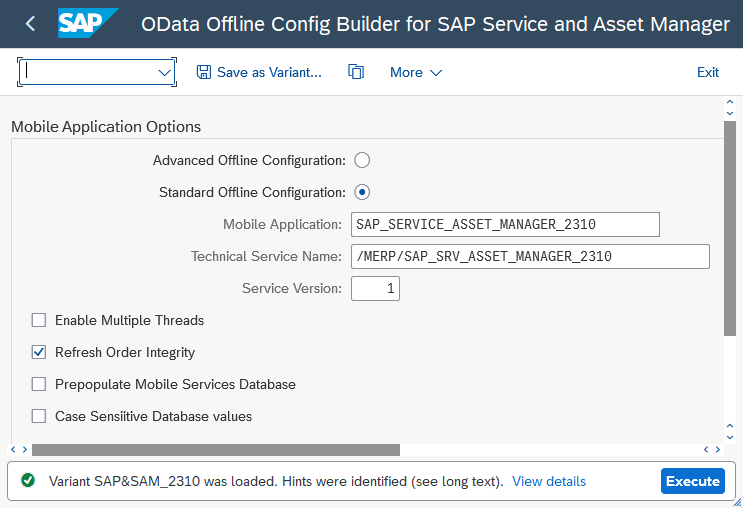 SAP OData Offline Config Builder for SAP Service and Asset Manager
Save as Variant... More Exit
Mobile Application Options
Advanced Offline Configuration:
Standard Offline Configuration:
Mobile Application: SAP_SERVICE_ASSET_MANAGER_2310
Technical Service Name: /MERP/SAP_SRV_ASSET_MANAGER_2310
Service Version: 1
Enable Multiple Threads
Refresh Order Integrity
Prepopulate Mobile Services Database
Case Sensiitive Database values
Variant SAP&SAM_2310 was loaded. Hints were identified (see long text). View details Execute